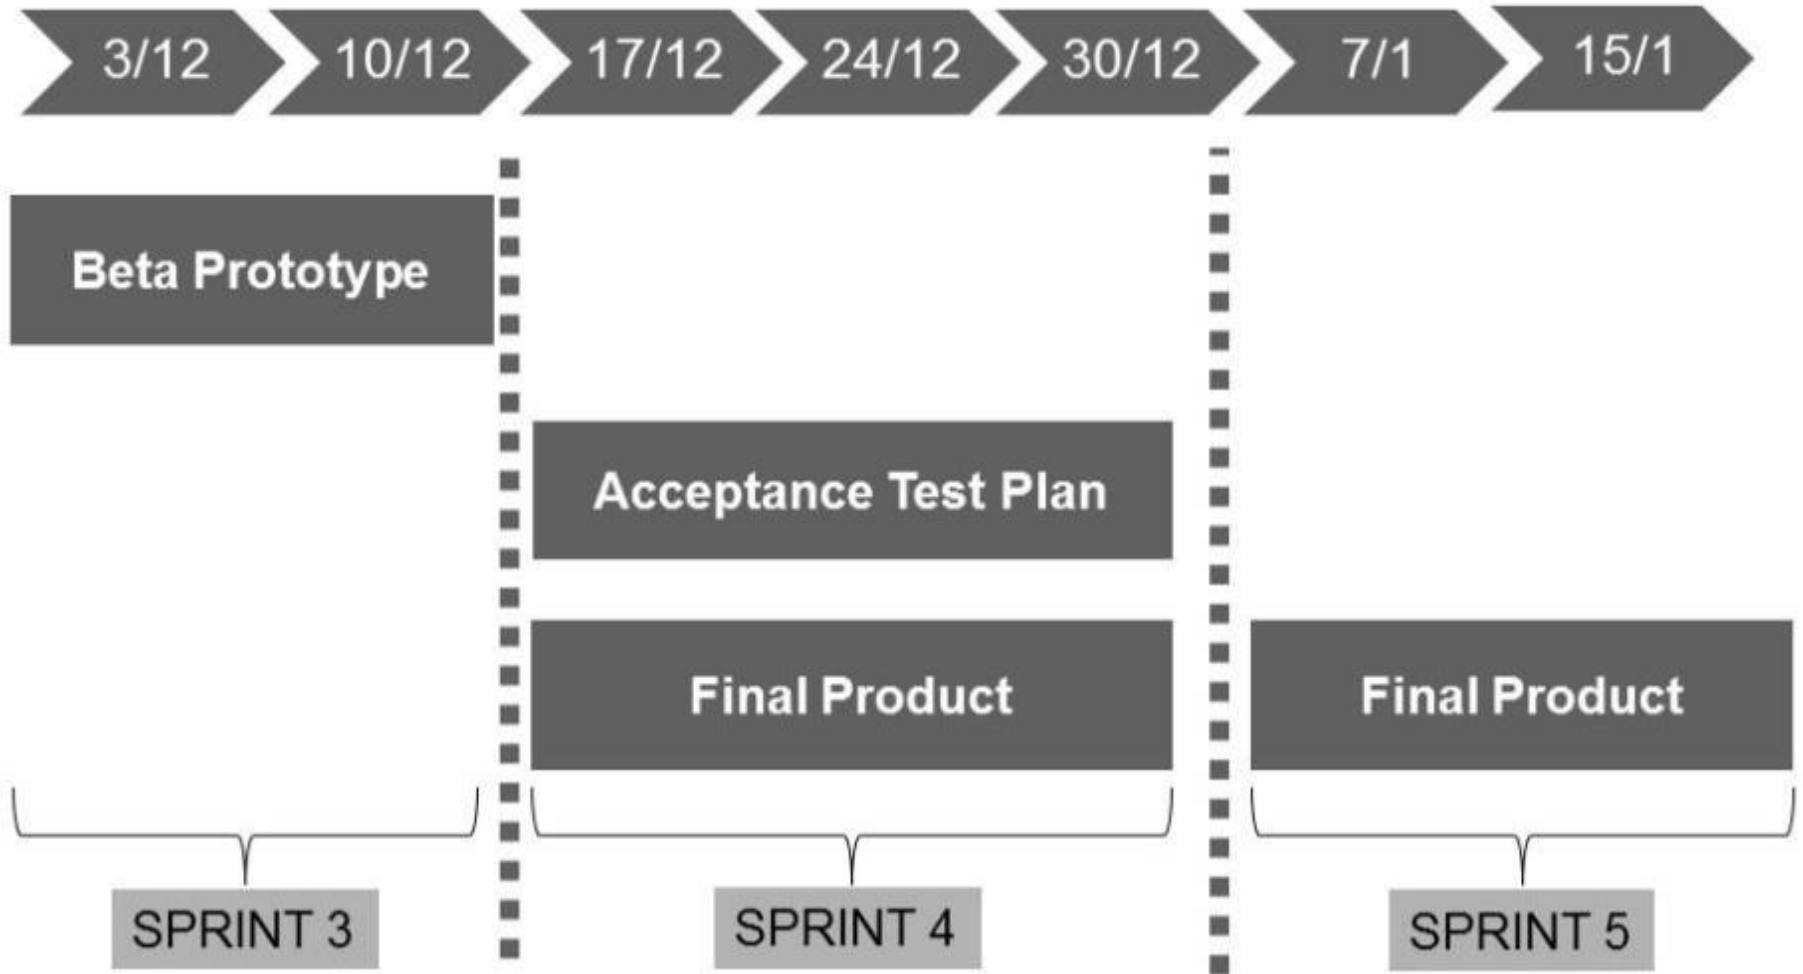 3/12
10/12
17/12
24/12
30/12
7/1
15/1
Beta Prototype
Acceptance Test Plan
Final Product
Final Product
SPRINT 3
SPRINT 4
SPRINT 5